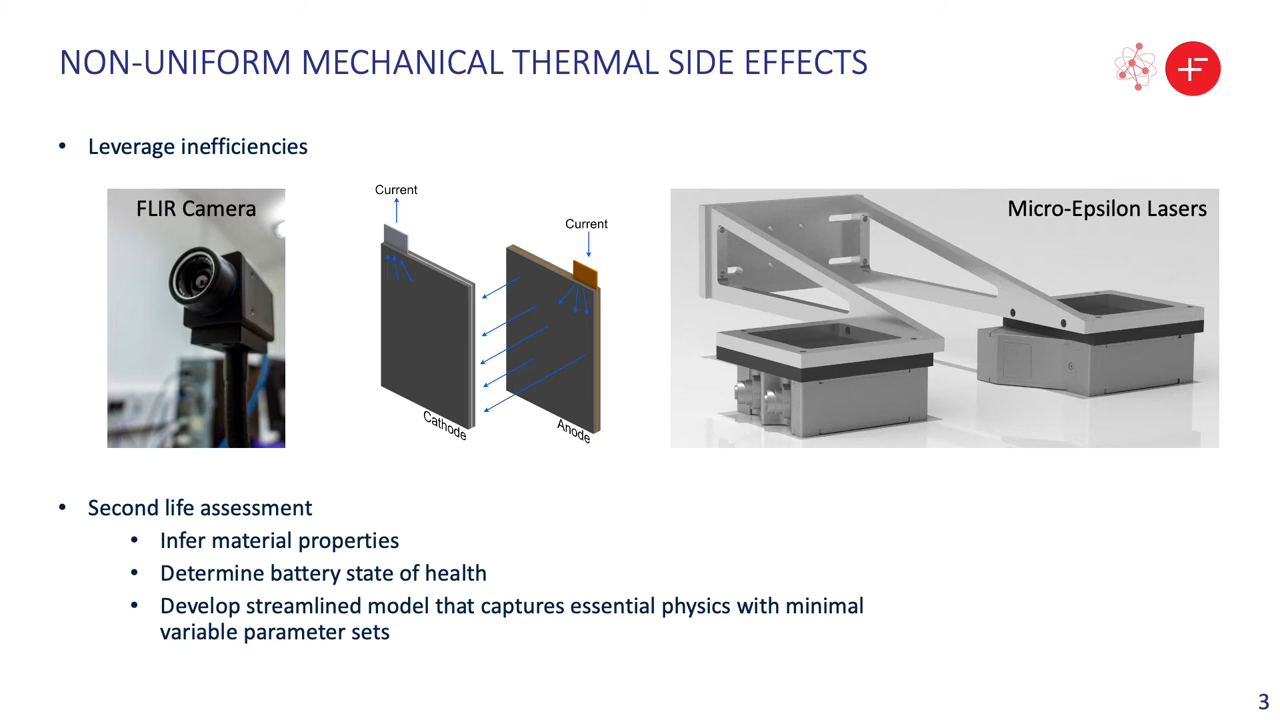 NON-UNIFORM MECHANICAL THERMAL SIDE EFFECTS
• Leverage inefficiencies
FLIR Camera
Current
Current
Cathode
Anode
Micro-Epsilon Lasers
• Second life assessment
• Infer material properties
• Determine battery state of health
• Develop streamlined model that captures essential physics with minimal
variable parameter sets
3